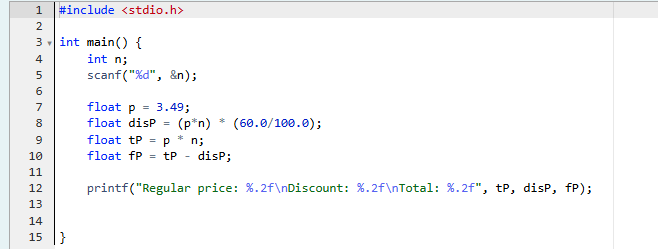 1 #include <stdio.h>
2
3 int main() {
4 int n;
5 scanf("%d", &n);
6
7 float p = 3.49;
8 float disP = (p*n) * (60.0/100.0);
9 float tP = p * n;
10 float fP = tP - disP;
11
12 printf("Regular price: %.2f\nDiscount: %.2f\nTotal: %.2f", tP, disP, fP);
13
14
15 }